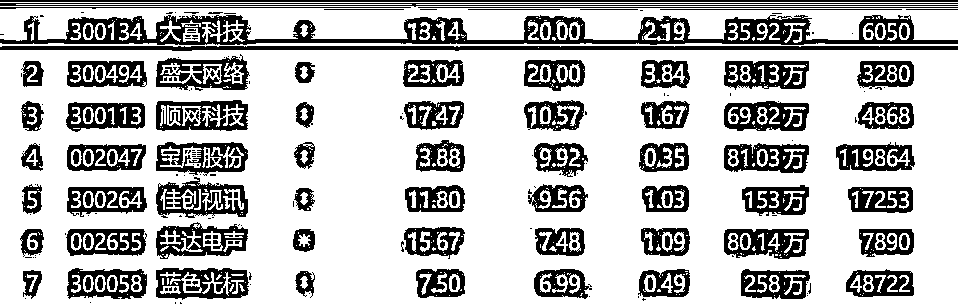 1 300134 大富科技 13.14 20.00 2.19 35.92万 6050
2 300494 盛天网络 23.04 20.00 3.84 38.13万 3280
3 300113 顺网科技 17.47 10.57 1.67 69.82万 4868
4 002047 宝鹰股份 3.88 9.92 0.35 81.03万 119864
5 300264 佳创视讯 11.80 9.56 1.03 153万 17253
6 002655 共达电声 * 15.67 7.48 1.09 80.14万 7890
7 300058 蓝色光标 7.50 6.99 0.49 258万 48722